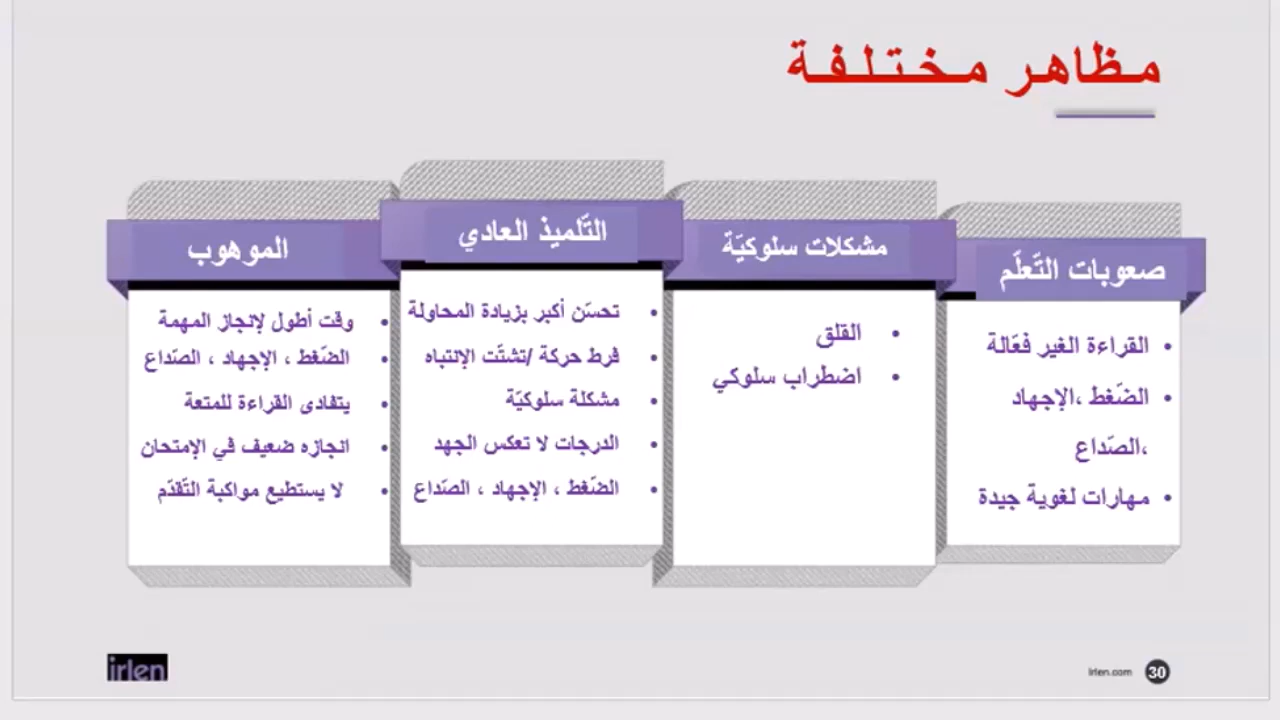 مظاهر مختلفة
صعوبات التّعلّم
• القراءة الغير فعّالة
• الضّغط ،الإجهاد
،الصّداع
• مهارات لغوية جيدة
مشكلات سلوكيّة
• القلق
• اضطراب سلوكي
التّلميذ العادي
• تحسّن أكبر بزيادة المحاولة
• فرط حركة /تشتّت الإنتباه
• مشكلة سلوكيّة
• الدرجات لا تعكس الجهد
• الضّغط ، الإجهاد ، الصّداع
الموهوب
• وقت أطول لإنجاز المهمة
• الضّغط ، الإجهاد ، الصّداع
• يتفادى القراءة للمتعة
• انجازه ضعيف في الإمتحان
• لا يستطيع مواكبة التّقدّم
irlen
irlen.com 30